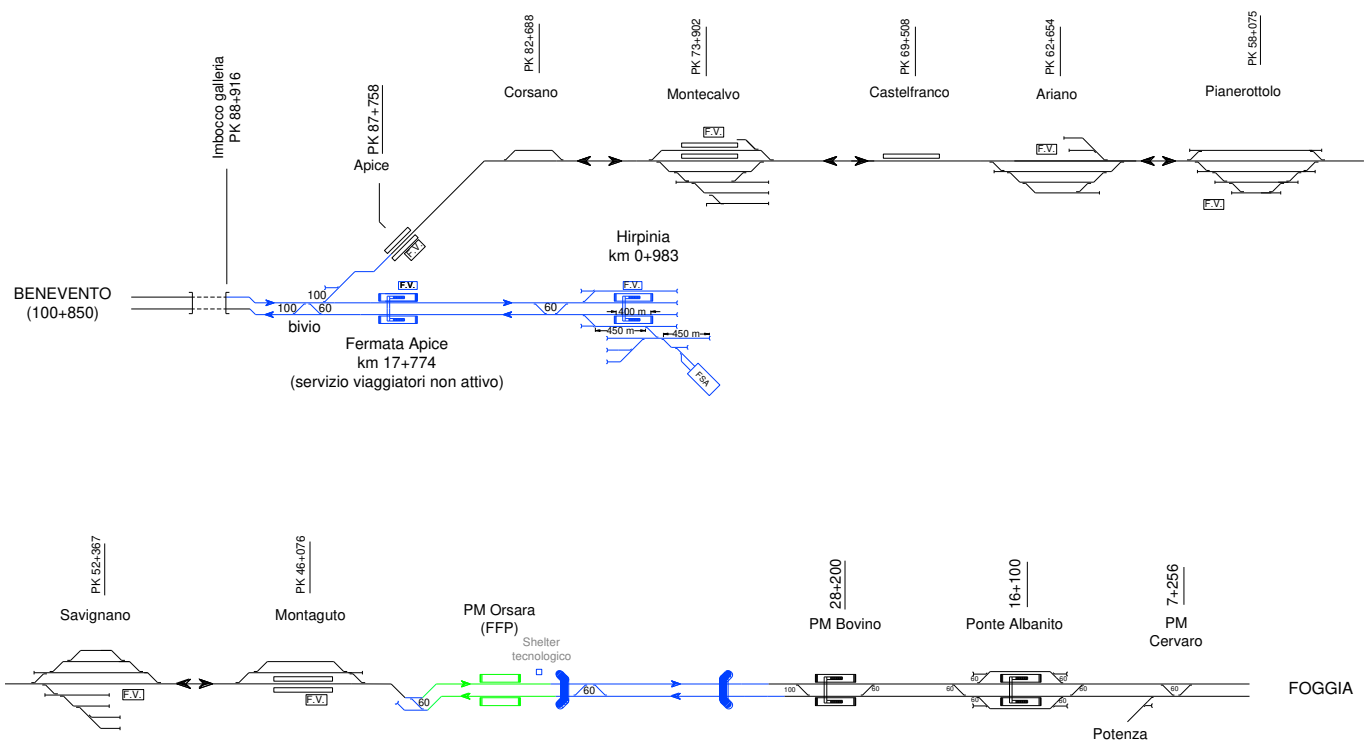 PK 82+688
Corsano
PK 73+902
Montecalvo
PK 69+508
Castelfranco
PK 62+654
Ariano
PK 58+075
Pianerottolo
Imbocco galleria
PK 88+916
PK 87+758
Apice
F.V.
F.V.
F.V.
F.V.
Hirpinia
km 0+983
BENEVENTO
(100+850)
100
100
60
bivio
F.V.
60
F.V.
400 m
450 m
450 m
FSA
Fermata Apice
km 17+774
(servizio viaggiatori non attivo)
PK 52+367
Savignano
F.V.
PK 46+076
Montaguto
F.V.
60
PM Orsara
(FFP)
Shelter
tecnologico
60
28+200
PM Bovino
100
60
16+100
Ponte Albanito
60
60
60
60
60
60
7+256
PM
Cervaro
60
60
Potenza
FOGGIA